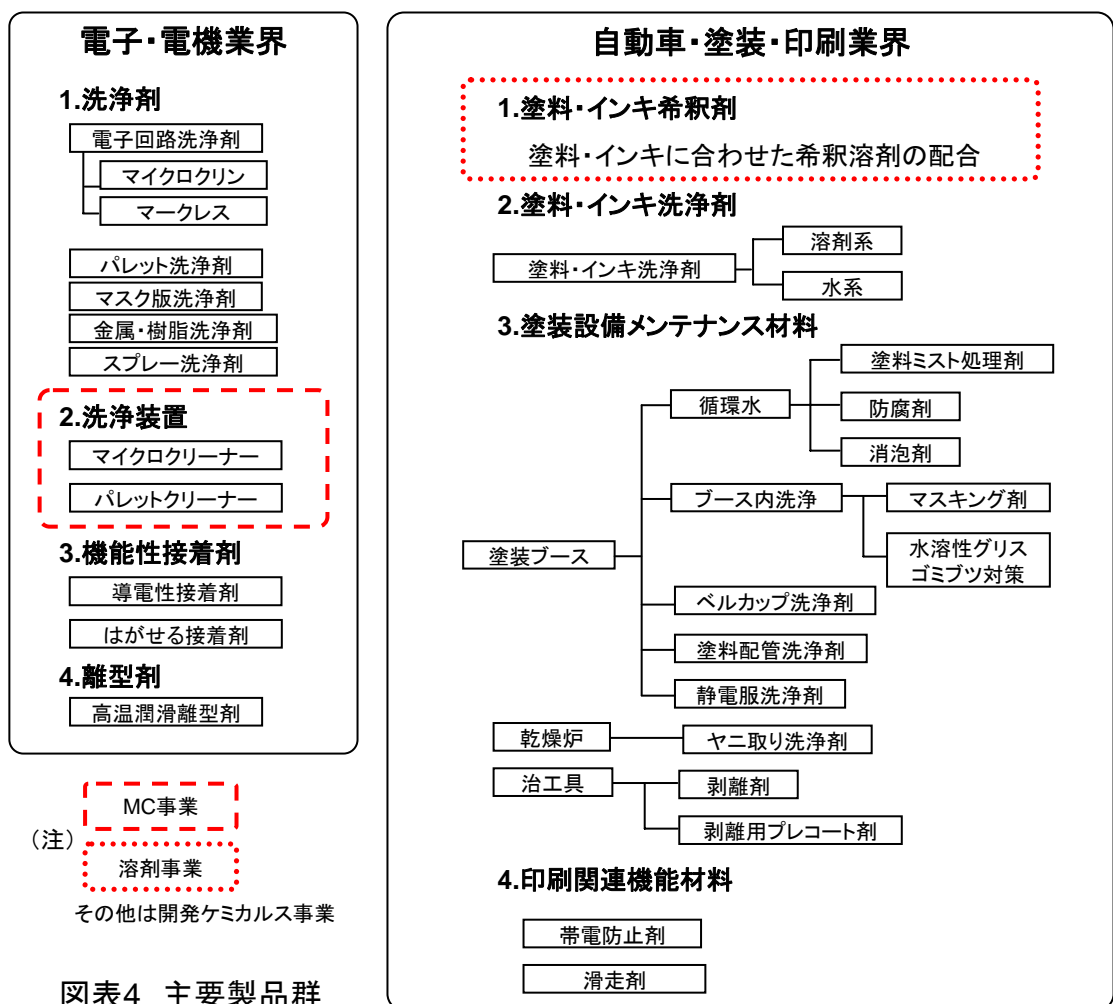 電子・電機業界
1.洗浄剤
電子回路洗浄剤
マイクロクリン
マークレス
パレット洗浄剤
マスク版洗浄剤
金属・樹脂洗浄剤
スプレー洗浄剤
2.洗浄装置
マイクロクリーナー
パレットクリーナー
3.機能性接着剤
導電性接着剤
はがせる接着剤
4.離型剤
高温潤滑離型剤
(注)
MC事業
溶剤事業
その他は開発ケミカルス事業
図表4 主要製品群
自動車・塗装・印刷業界
1.塗料・インキ希釈剤
塗料・インキに合わせた希釈溶剤の配合
2.塗料・インキ洗浄剤
塗料・インキ洗浄剤
溶剤系
水系
3.塗装設備メンテナンス材料
塗装ブース
循環水
塗料ミスト処理剤
防腐剤
消泡剤
ブース内洗浄
マスキング剤
水溶性グリス
ゴミブツ対策
ベルカップ洗浄剤
塗料配管洗浄剤
静電服洗浄剤
乾燥炉
ヤニ取り洗浄剤
治工具
剥離剤
剥離用プレコート剤
4.印刷関連機能材料
帯電防止剤
滑走剤